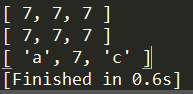 [ 7, 7, 7 ]
[ 7, 7, 7 ]
[ 'a', 7, 'c' ]
[Finished in 0.6s]